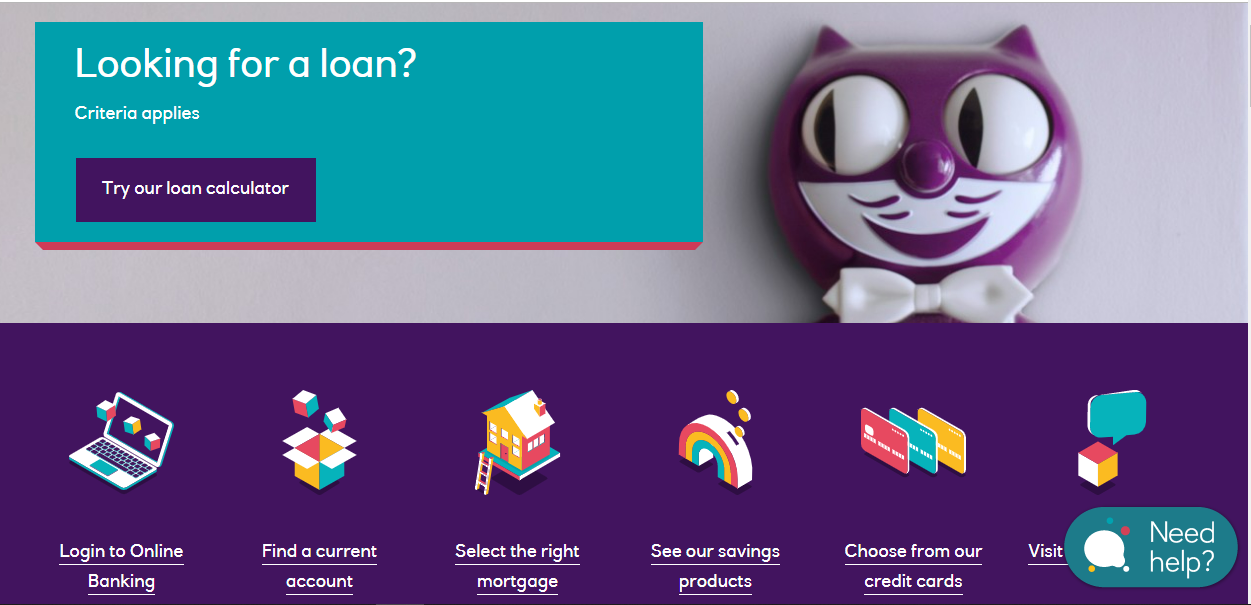 Looking for a loan?
Criteria applies
Try our loan calculator
Login to Online
Banking
Find a current
account
Select the right
mortgage
See our savings
products
Choose from our
credit cards
Visit
Need
help?